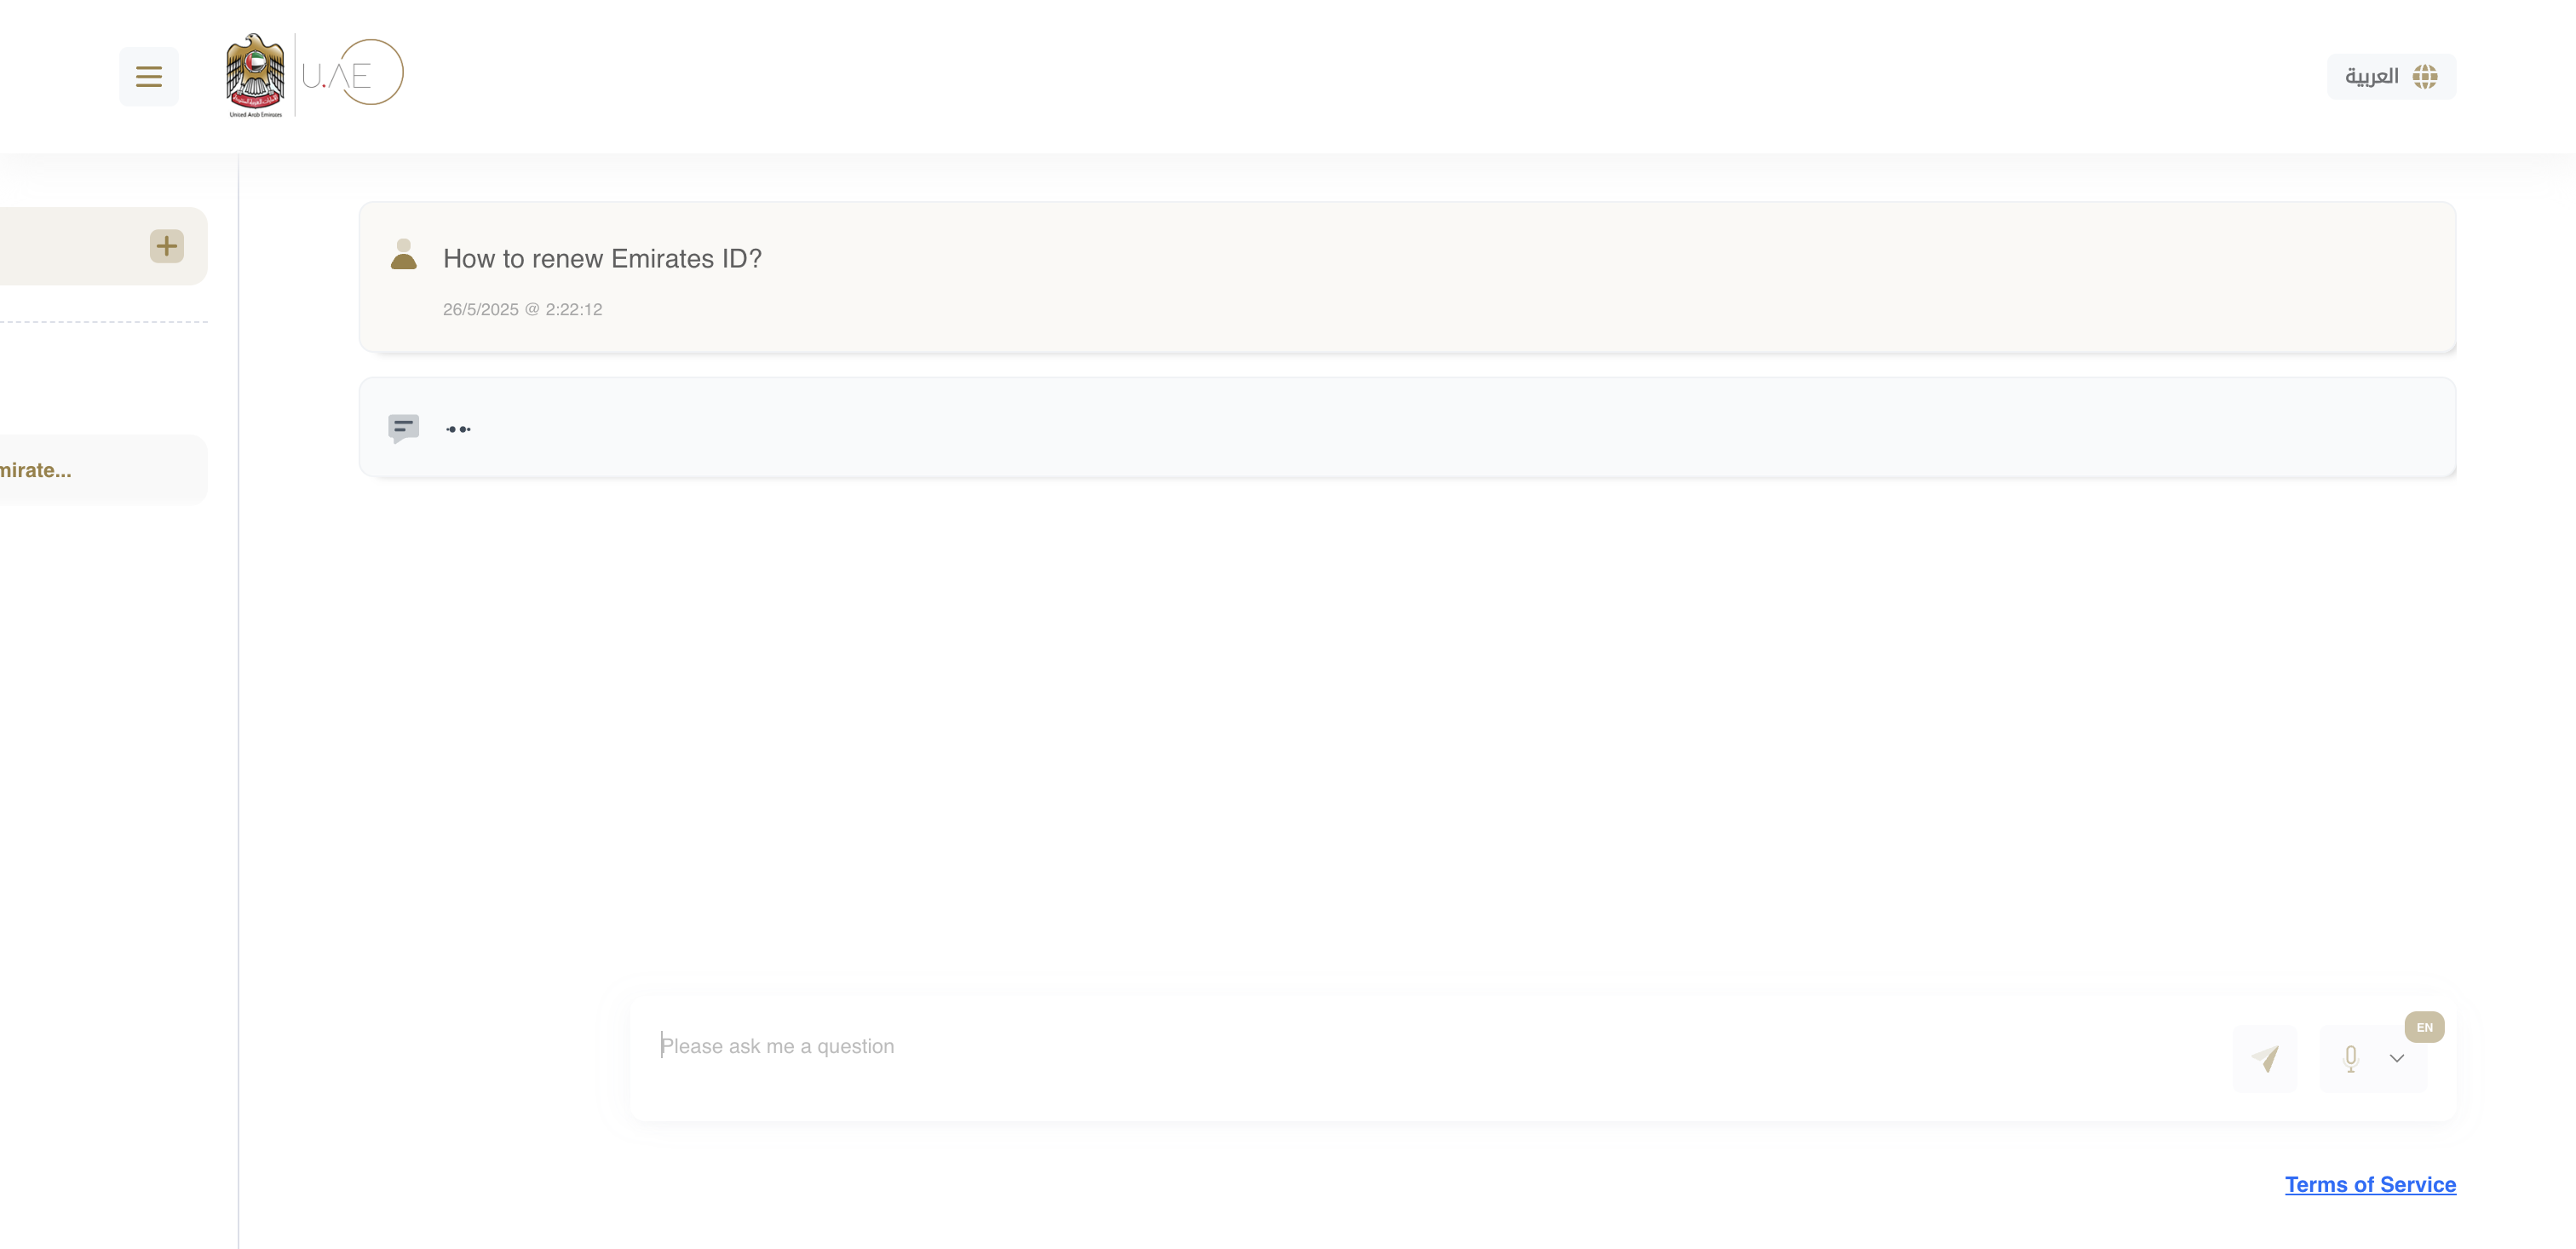 United Arab Emirates
U.AE
العربية
How to renew Emirates ID?
26/5/2025 @ 2:22:12
mirate...
Please ask me a question
EN
Terms of Service